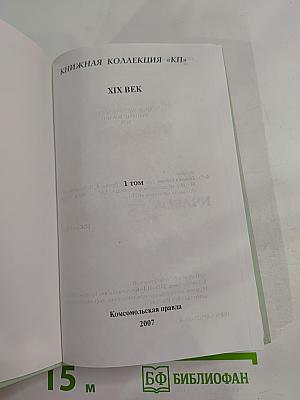 КНИЖНАЯ КОЛЛЕКЦИЯ «КП»
XIX ВЕК
1 том
Комсомольская правда
2007
15 м
БФ БИБЛИОФАН